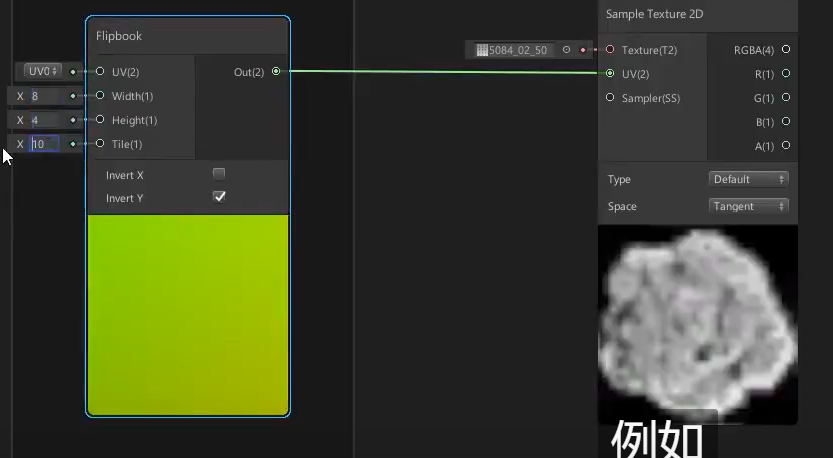 Flipbook
UV0
UV(2)
Out(2)
X 8
Width(1)
X 4
Height(1)
X 10
Tile(1)
Invert X
Invert Y
Sample Texture 2D
5084_02_50
Texture(T2)
RGBA(4)
UV(2)
R(1)
Sampler(SS)
G(1)
B(1)
A(1)
Type
Default
Space
Tangent
例如